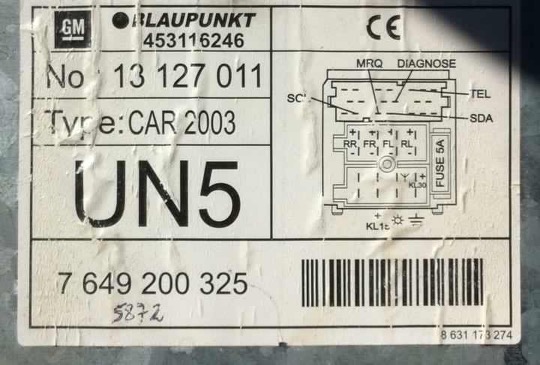 GM BLAUPUNKT
453116246
CE
No : 13 127 011
Type: CAR 2003
UN5
MRQ DIAGNOSE
TEL
SDA
RR FR FL RL
FUSE 5A
KL30
+
7 649 200 325
5872
8 631 173 274